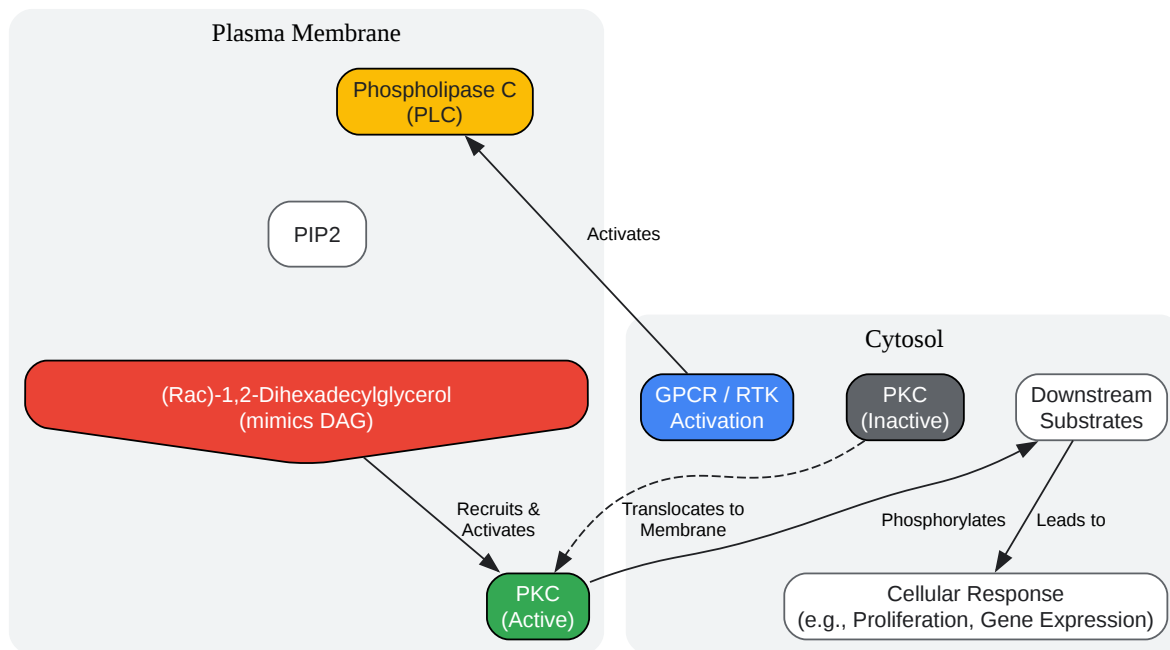 Plasma Membrane
Phospholipase C
(PLC)
PIP2
Activates
Cytosol
(Rac)-1,2-Dihexadecylglycerol
(mimics DAG)
GPCR / RTK
Activation
PKC
(Inactive)
Downstream
Substrates
Recruits &
Activates
Translocates to
Membrane
Phosphorylates
Leads to
PKC
(Active)
Cellular Response
(e.g., Proliferation, Gene Expression)